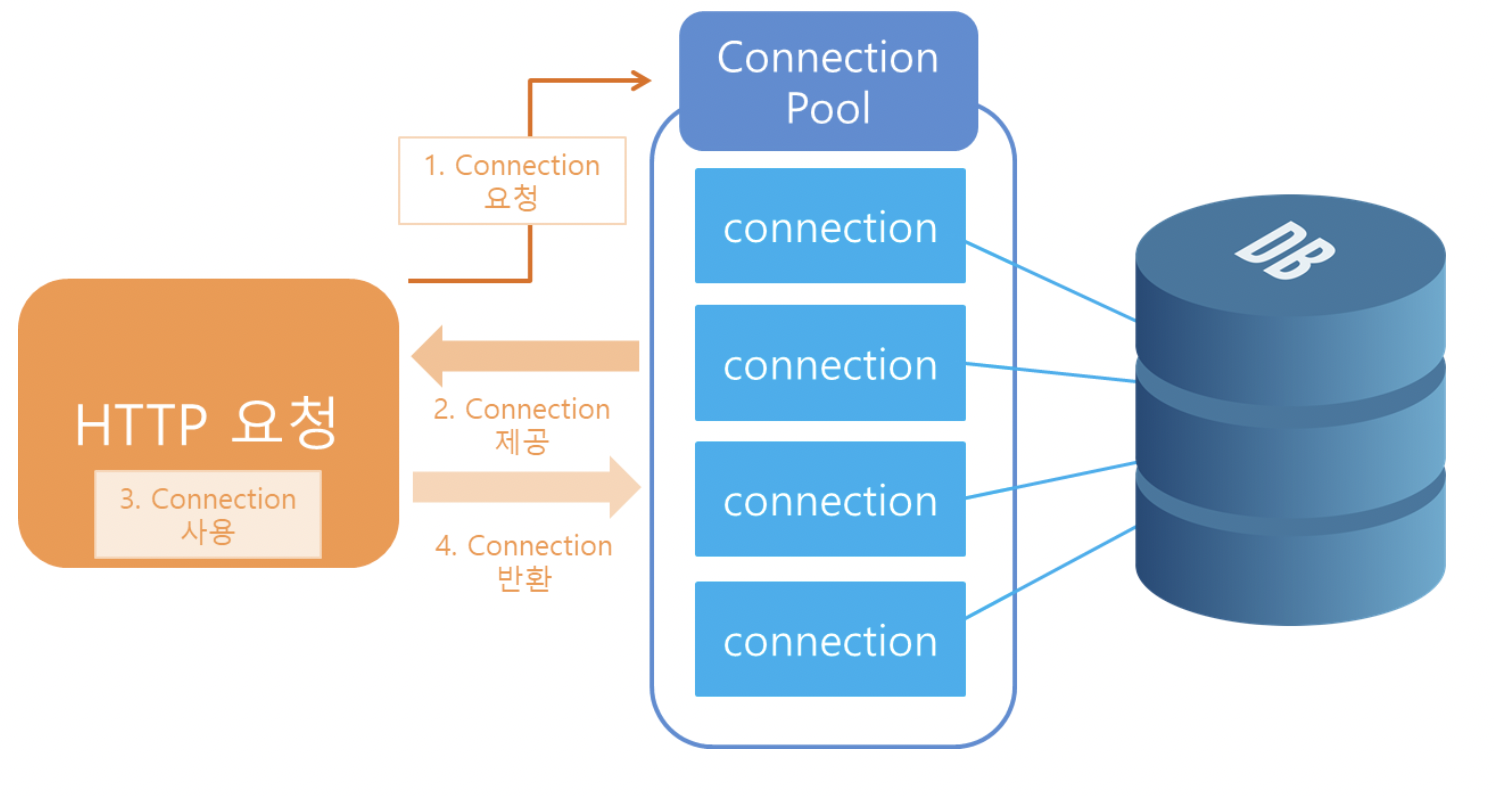 Connection
Pool
1. Connection
요청
connection
DB
connection
HTTP 요청
2. Connection
제공
3. Connection
사용
connection
4. Connection
반환
connection